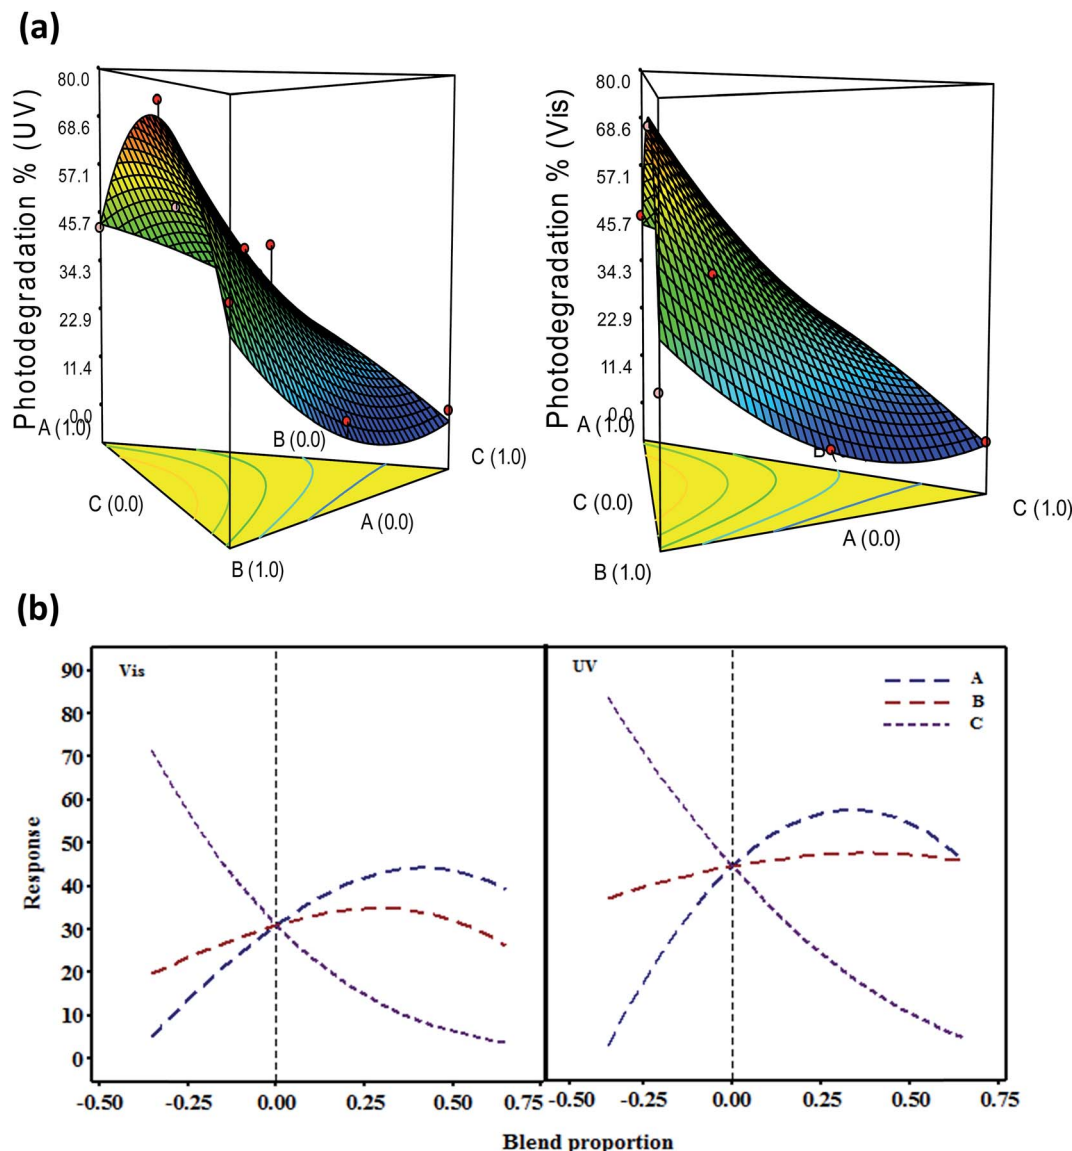 (a)
Photodegradation % (UV)
80.0
68.6
57.1
45.7
34.3
22.9
11.4
0.0
A (1.0)
B (0.0)
C (1.0)
C (0.0)
A (0.0)
B (1.0)
Photodegradation % (Vis)
80.0
68.6
57.1
45.7
34.3
22.9
11.4
0.0
A (1.0)
C (0.0)
C (1.0)
A (0.0)
B (1.0)
(b)
Vis
UV
A
B
C
Response
90
80
70
60
50
40
30
20
10
0
-0.50 -0.25 0.00 0.25 0.75 -0.50 -0.25 0.00 0.25 0.50 0.75
Blend proportion